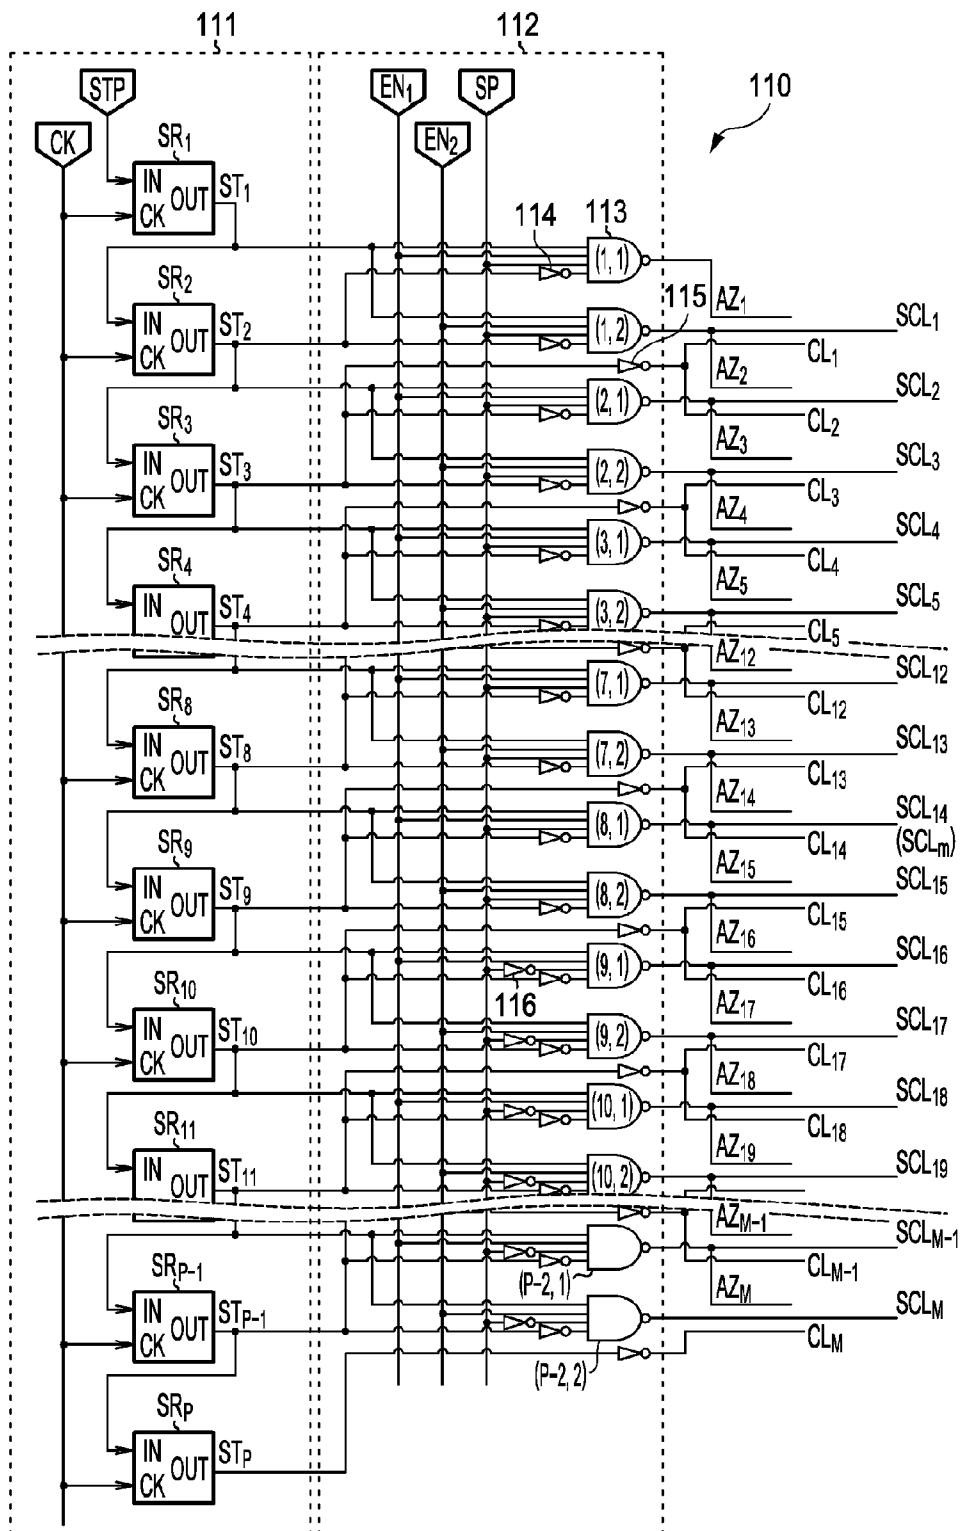 111
112
STP
EN1
SP
110
CK
EN2
SR1
IN
OUT
CK
ST1
114
113
(1, 1)
AZ1
SR2
IN
OUT
CK
ST2
(1, 2)
115
SCL1
CL1
AZ2
(2, 1)
SCL2
CL2
SR3
IN
OUT
CK
ST3
AZ3
(2, 2)
SCL3
CL3
AZ4
(3, 1)
SCL4
CL4
SR4
IN
OUT
ST4
AZ5
(3, 2)
SCL5
CL5
AZ12
(7, 1)
SCL12
CL12
SR8
IN
OUT
CK
ST8
AZ13
(7, 2)
SCL13
CL13
AZ14
(8, 1)
SCL14
(SCLm)
CL14
SR9
IN
OUT
CK
ST9
AZ15
(8, 2)
SCL15
CL15
AZ16
(9, 1)
SCL16
CL16
116
SR10
IN
OUT
CK
ST10
AZ17
(9, 2)
SCL17
CL17
AZ18
(10, 1)
SCL18
CL18
SR11
IN
OUT
ST11
AZ19
(10, 2)
SCL19
AZM-1
SCLM-1
CLM-1
(P-2, 1)
SRP-1
IN
OUT
CK
STP-1
AZM
SCLM
CLM
(P-2, 2)
SRP
IN
OUT
CK
STP